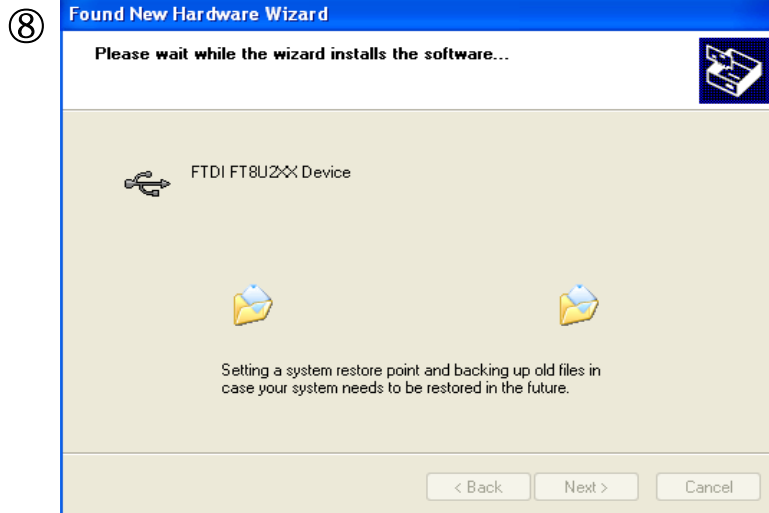 ⑧
Found New Hardware Wizard
Please wait while the wizard installs the software...
FTDI FT8U2XX Device
Setting a system restore point and backing up old files in
case your system needs to be restored in the future.
< Back Next > Cancel